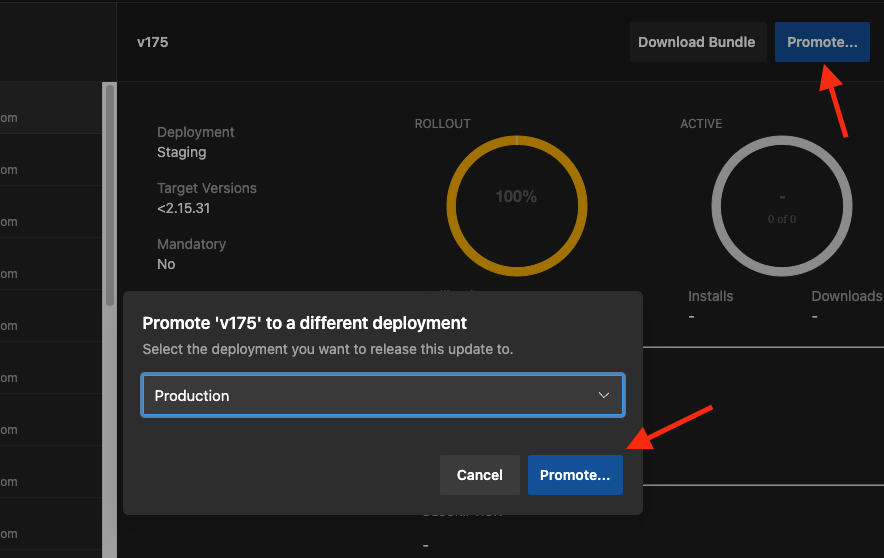 v175
Download Bundle
Promote...
om
om
om
om
om
om
om
om
om
Deployment
Staging
Target Versions
<2.15.31
Mandatory
No
ROLLOUT
100%
ACTIVE
-
0 of 0
Installs
-
Downloads
-
Promote 'v175' to a different deployment
Select the deployment you want to release this update to.
Production
Cancel
Promote...
-